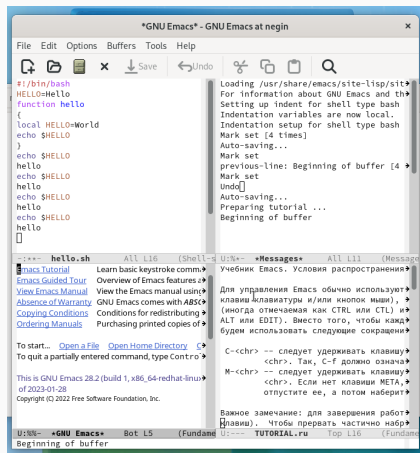 *GNU Emacs* - GNU Emacs at negin
File Edit Options Buffers Tools Help
Save Undo
#!/bin/bash
HELLO=Hello
function hello
{
local HELLO=World
echo $HELLO
}
echo $HELLO
hello
echo $HELLO
hello
echo $HELLO
hello
echo $HELLO
hello
-:**- hello.sh All L16 (Shell-s
Loading /usr/share/emacs/site-lisp/sit
For information about GNU Emacs and th
Setting up indent for shell type bash
Indentation variables are now local.
Indentation setup for shell type bash
Mark set [4 times]
Auto-saving...
Mark set
previous-line: Beginning of buffer [4
Mark set
Undo
Auto-saving...
Preparing tutorial ...
Beginning of buffer
U:%*- *Messages* All L11 (Message
Emacs Tutorial Learn basic keystroke comm
Emacs Guided Tour Overview of Emacs features a
View Emacs Manual View the Emacs manual using
Absence of Warranty GNU Emacs comes with ABSO
Copying Conditions Conditions for redistributing
Ordering Manuals Purchasing printed copies of
To start... Open a File Open Home Directory C
To quit a partially entered command, type Contro
This is GNU Emacs 28.2 (build 1, x86_64-redhat-linu
of 2023-01-28
Copyright (C) 2022 Free Software Foundation, Inc.
U:%%- *GNU Emacs* Bot L5 (Fundame
Учебник Emacs. Условия распространения
Для управления Emacs обычно используют
клавиш клавиатуры и/или кнопок мыши),
(иногда отмечаемая как CTRL или CTL) и
ALT или EDIT). Вместо того, чтобы кажд
будем использовать следующие сокращени
C-<chr> -- следует удерживать клавишу
<chr>. Так, C-f должно означа
M-<chr> -- следует удерживать клавишу
<chr>. Если нет клавиши META,
отпустите ее, а потом наберит
Важное замечание: для завершения работ
клавиш). Чтобы прервать частично набр
U:--- TUTORIAL.ru Top L16 (Fundame
Beginning of buffer